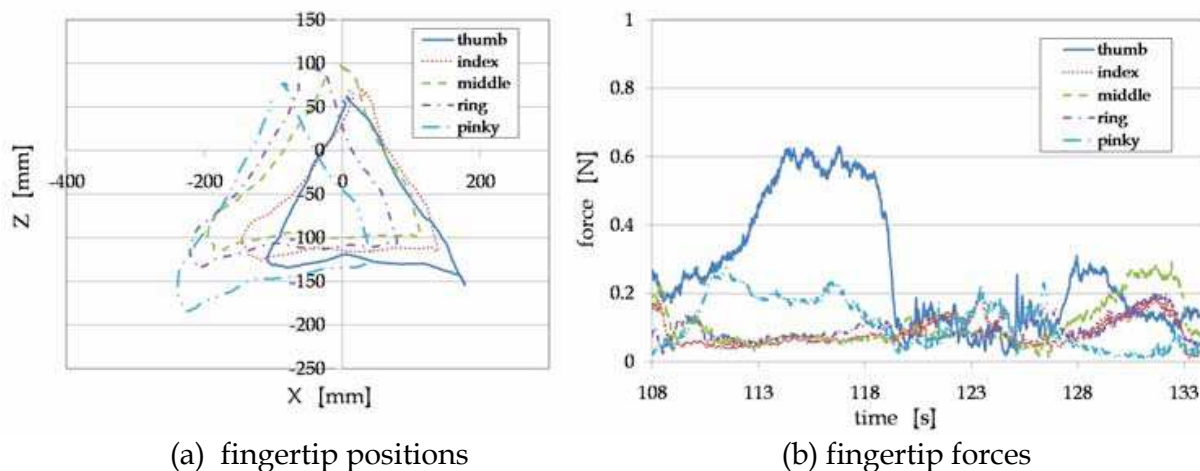 150
100
50
0
-50
-100
-150
-200
-250
-400
-200
0
200
Z [mm]
X [mm]
thumb
index
middle
ring
pinky
(a) fingertip positions
1
0.8
0.6
0.4
0.2
0
108
113
118
123
128
133
force [N]
time [s]
thumb
index
middle
ring
pinky
(b) fingertip forces